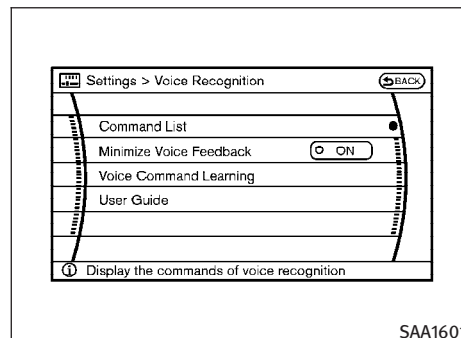 Settings > Voice Recognition
BACK
Command List
Minimize Voice Feedback
ON
Voice Command Learning
User Guide
Display the commands of voice recognition